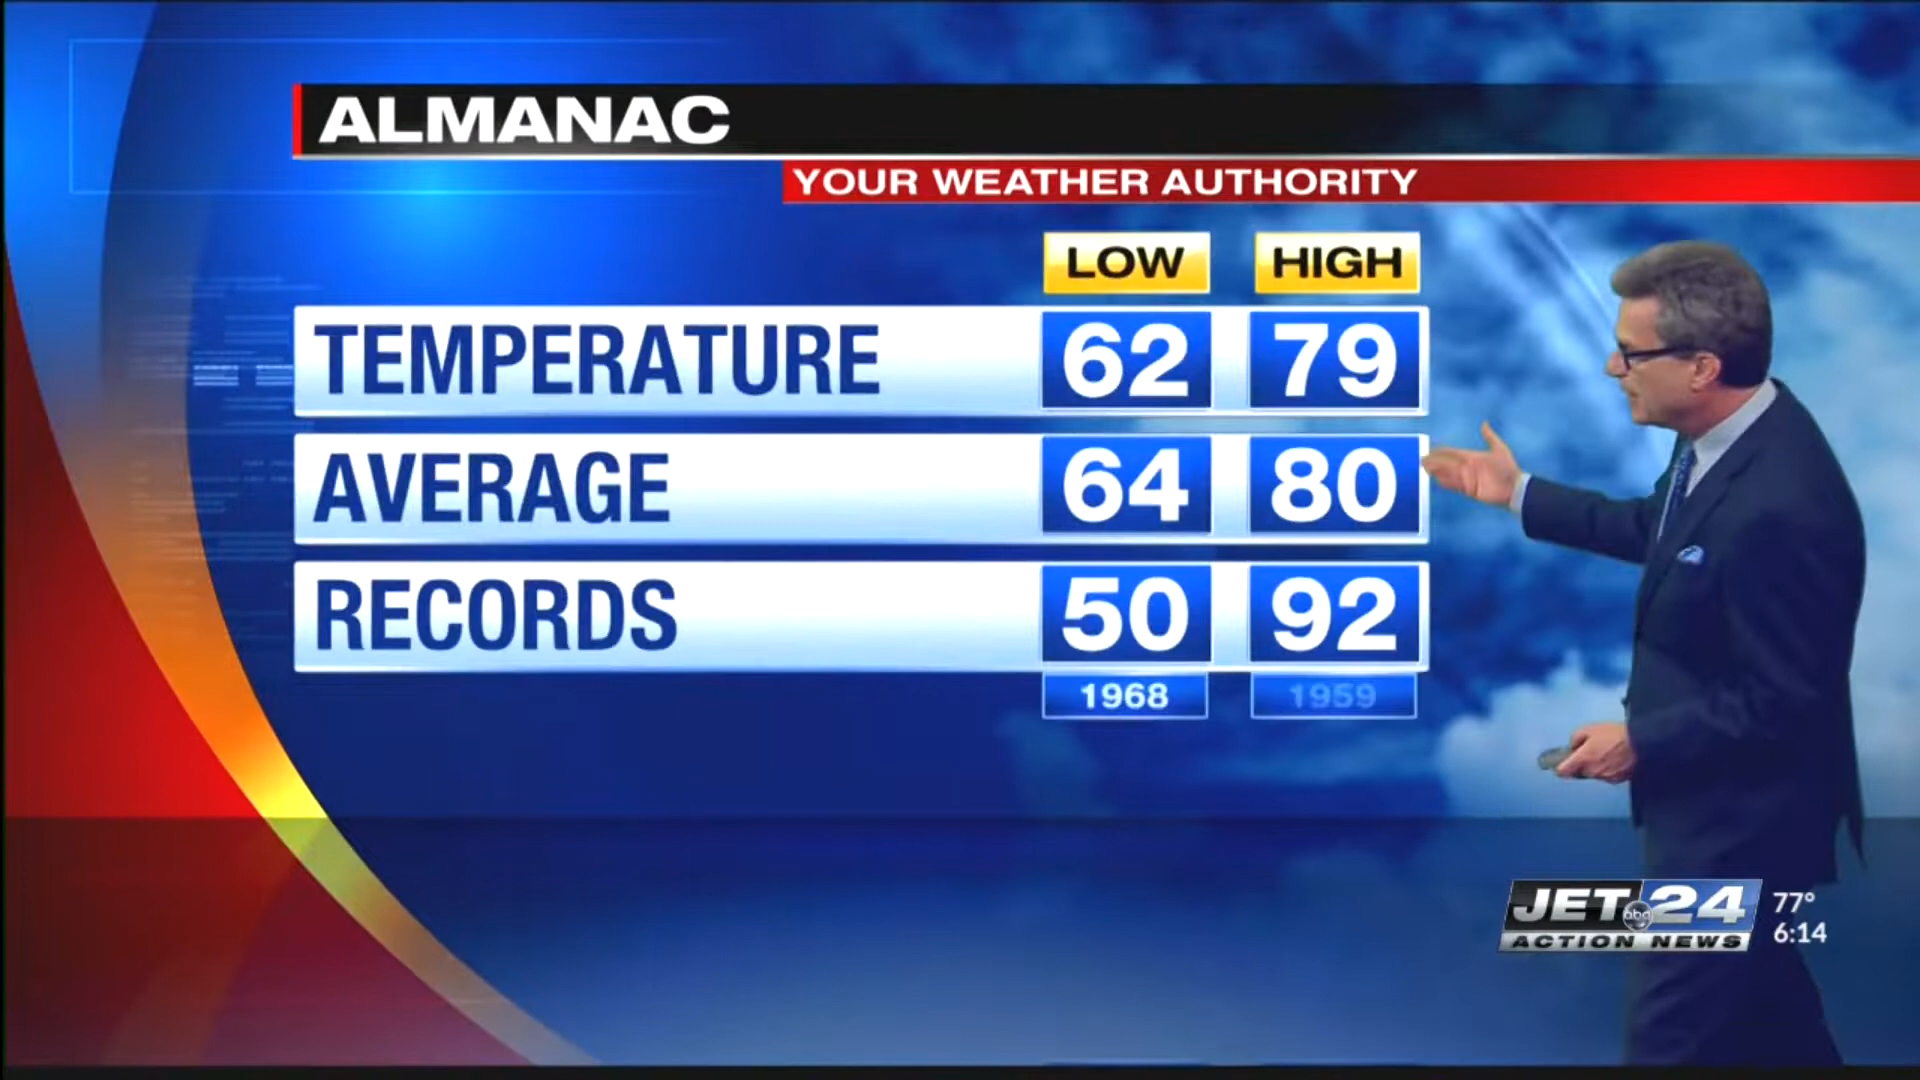 ALMANAC
YOUR WEATHER AUTHORITY
LOW HIGH
TEMPERATURE 62 79
AVERAGE 64 80
RECORDS 50 92
1968 1959
JET abc 24 77°
ACTION NEWS 6:14